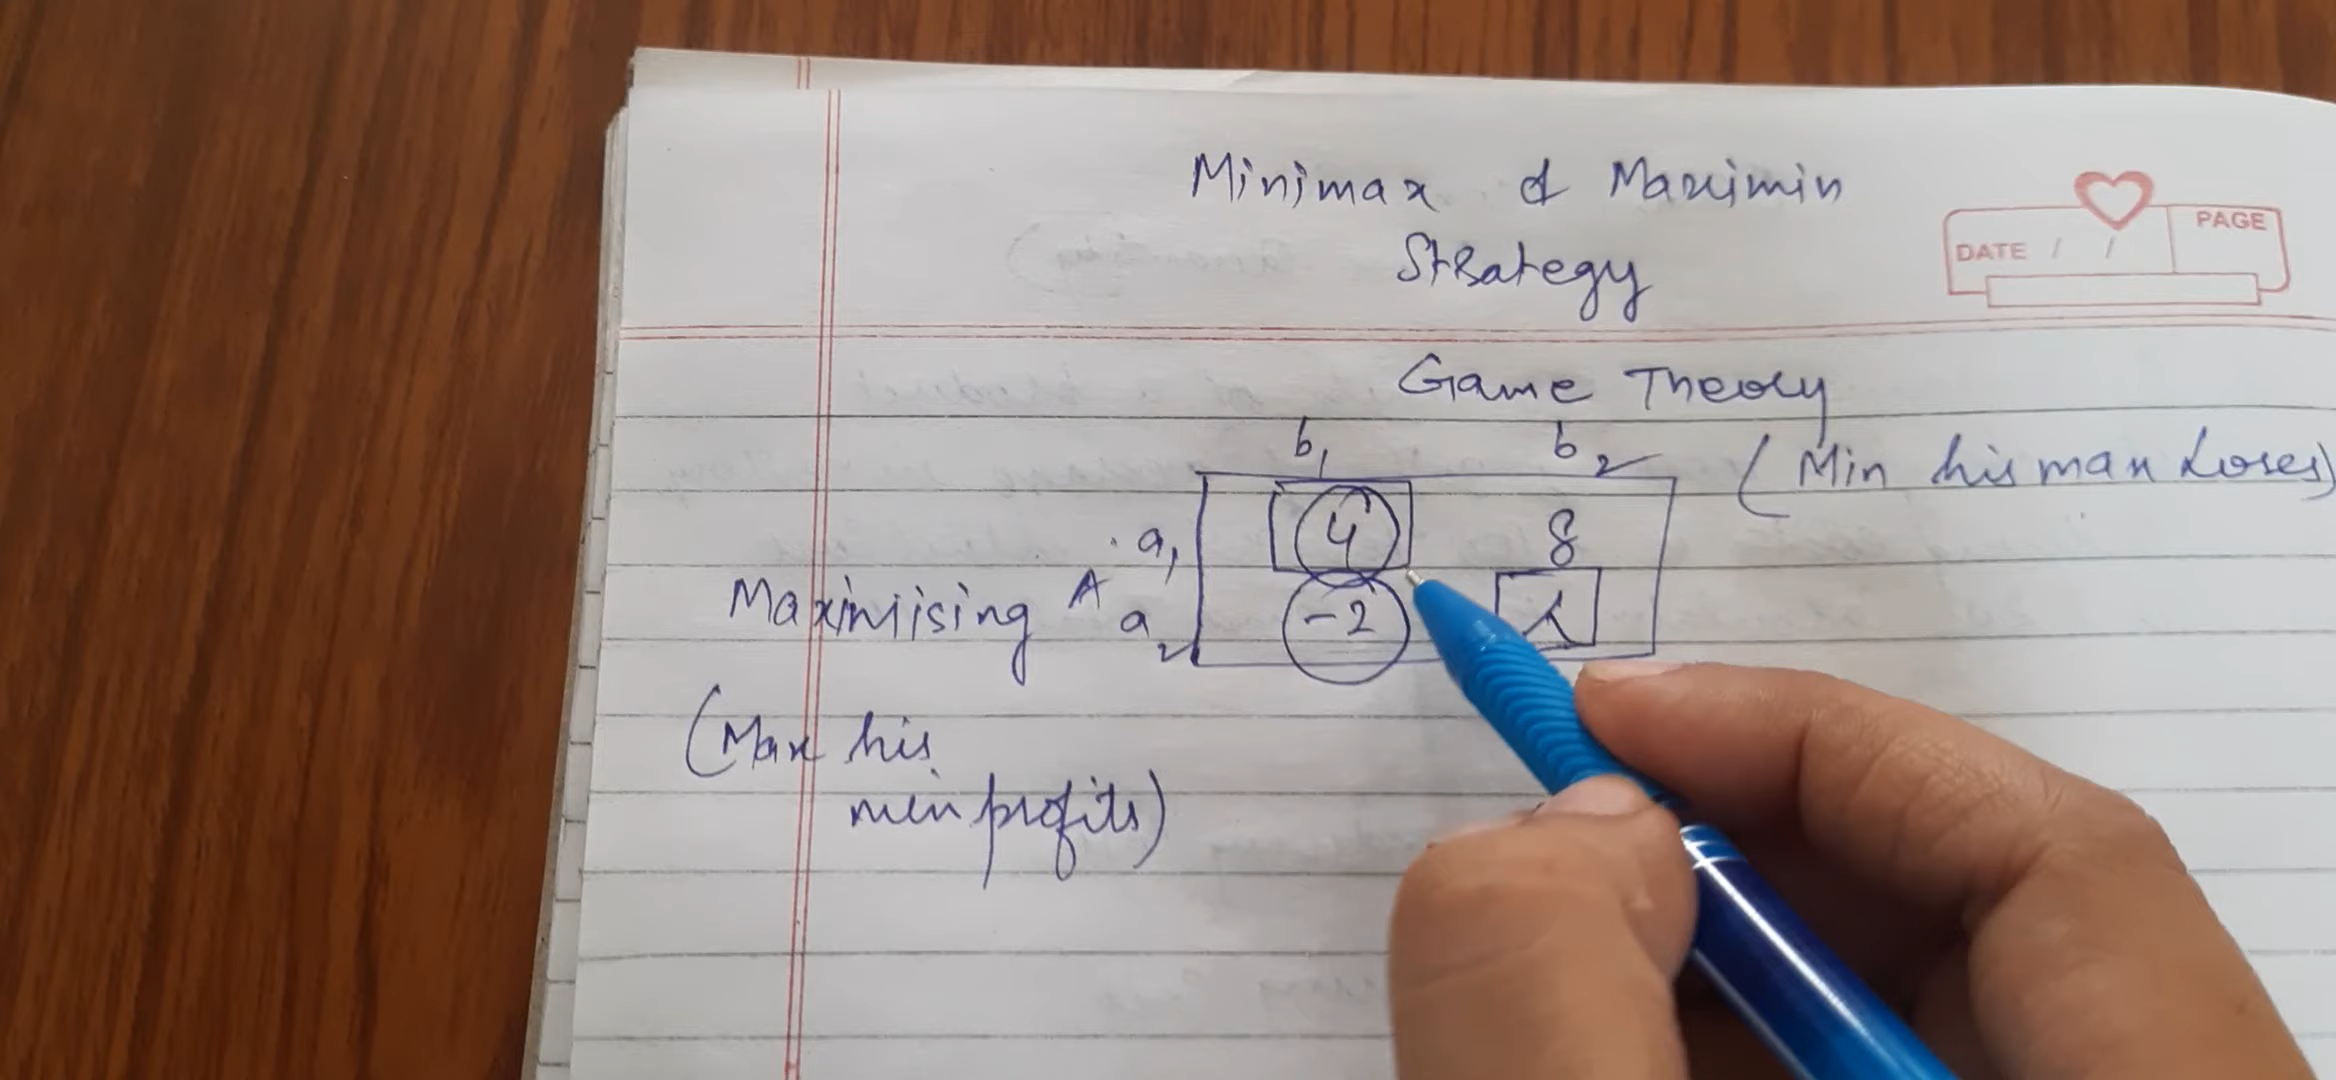 Minimax & Maximin
Strategy
PAGE
DATE / /
Game Theory
b1 b2 (Min his max Loses)
a1 4 8
Maximising A a2 -2 λ
(Max his
min profits)